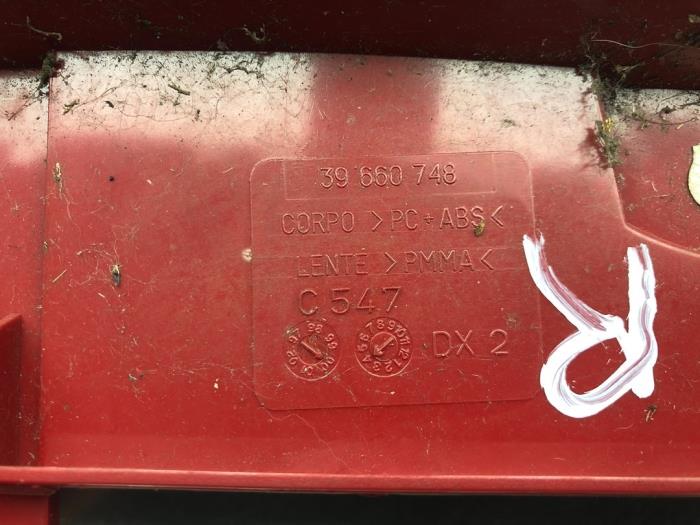 39 660 748
CORPO >PC+ABS<
LENTE >PMMA<
C 547
DX 2
R